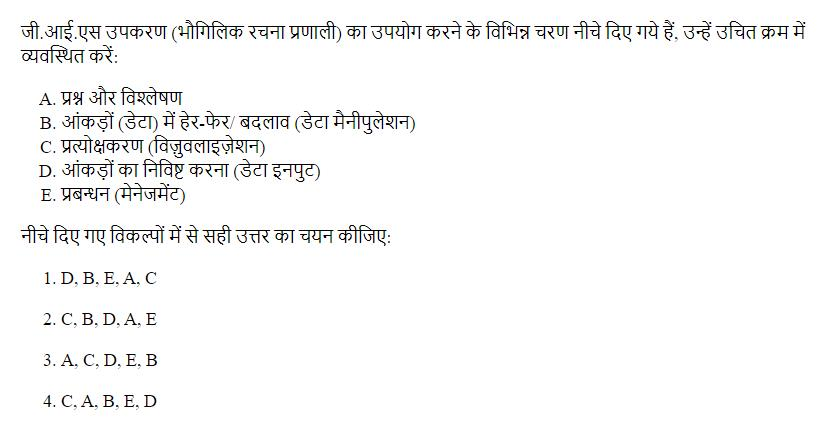 जी.आई.एस उपकरण (भौगिलिक रचना प्रणाली) का उपयोग करने के विभिन्न चरण नीचे दिए गये हैं, उन्हें उचित क्रम में
व्यवस्थित करें:
A. प्रश्न और विश्लेषण
B. आंकड़ों (डेटा) में हेर-फेर/ बदलाव (डेटा मैनीपुलेशन)
C. प्रत्योक्षकरण (विज़ुवलाइज़ेशन)
D. आंकड़ों का निविष्ट करना (डेटा इनपुट)
E. प्रबन्धन (मेनेजमेंट)
नीचे दिए गए विकल्पों में से सही उत्तर का चयन कीजिए:
1. D, B, E, A, C
2. C, B, D, A, E
3. A, C, D, E, B
4. C, A, B, E, D